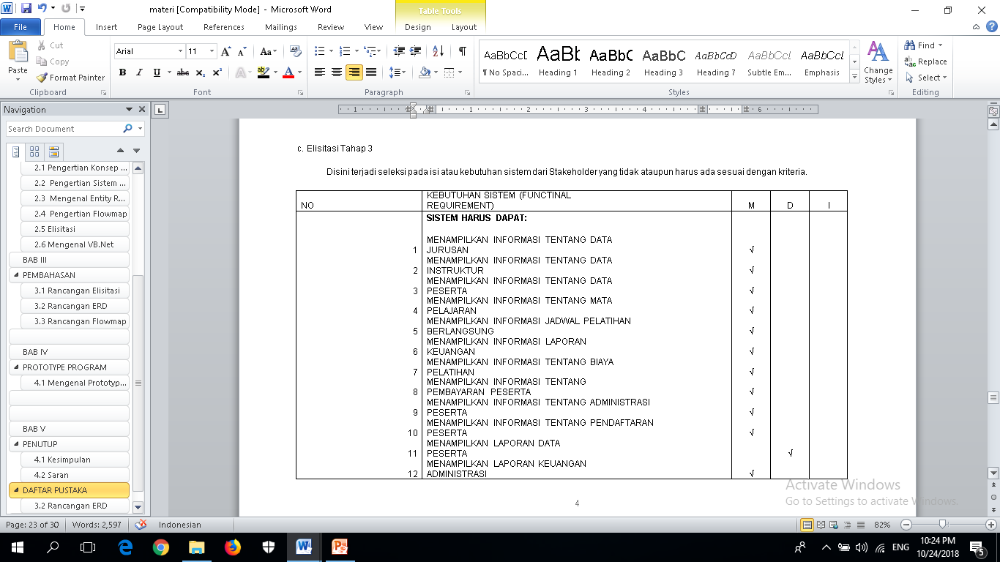 materi [Compatibility Mode] - Microsoft Word
Table Tools
File
Home
Insert
Page Layout
References
Mailings
Review
View
Design
Layout
Paste
Cut
Copy
Format Painter
Clipboard
Arial
11
Font
Paragraph
AaBbCcD
¶ No Spaci...
AaBb
Heading 1
AaBbC
Heading 2
AaBbC
Heading 3
AaBbCcD
Heading 7
AaBbCcl
Subtle Em...
AaBbCcl
Emphasis
Change
Styles
Styles
Find
Replace
Select
Editing
Navigation
Search Document
2.1 Pengertian Konsep ...
2.2 Pengertian Sistem ...
2.3 Mengenal Entity R...
2.4 Pengertian Flowmap
2.5 Elisitasi
2.6 Mengenal VB.Net
BAB III
PEMBAHASAN
3.1 Rancangan Elisitasi
3.2 Rancangan ERD
3.3 Rancangan Flowmap
BAB IV
PROTOTYPE PROGRAM
4.1 Mengenal Prototyp...
BAB V
PENUTUP
4.1 Kesimpulan
4.2 Saran
DAFTAR PUSTAKA
3.2 Rancangan ERD
1 1 2 3 4 6
c. Elisitasi Tahap 3
Disini terjadi seleksi pada isi atau kebutuhan sistem dari Stakeholder yang tidak ataupun harus ada sesuai dengan kriteria.
KEBUTUHAN SISTEM (FUNCTINAL
NO REQUIREMENT) M D I
SISTEM HARUS DAPAT:
MENAMPILKAN INFORMASI TENTANG DATA
1 JURUSAN √
MENAMPILKAN INFORMASI TENTANG DATA
2 INSTRUKTUR √
MENAMPILKAN INFORMASI TENTANG DATA
3 PESERTA √
MENAMPILKAN INFORMASI TENTANG MATA
4 PELAJARAN √
MENAMPILKAN INFORMASI JADWAL PELATIHAN
5 BERLANGSUNG √
MENAMPILKAN INFORMASI LAPORAN
6 KEUANGAN √
MENAMPILKAN INFORMASI TENTANG BIAYA
7 PELATIHAN √
MENAMPILKAN INFORMASI TENTANG
8 PEMBAYARAN PESERTA √
MENAMPILKAN INFORMASI TENTANG ADMINISTRASI
9 PESERTA √
MENAMPILKAN INFORMASI TENTANG PENDAFTARAN
10 PESERTA √
MENAMPILKAN LAPORAN DATA
11 PESERTA √
MENAMPILKAN LAPORAN KEUANGAN
12 ADMINISTRASI √
4
Activate Windows
Go to Settings to activate Windows.
Page: 23 of 30
Words: 2,597
Indonesian
82%
ENG
10:24 PM
10/24/2018
5